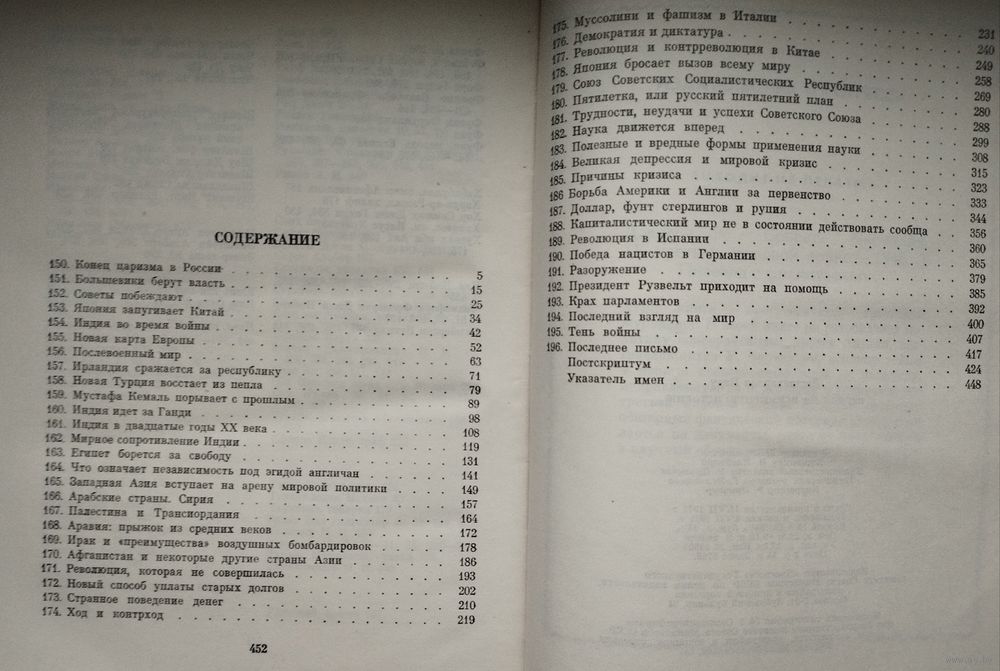 СОДЕРЖАНИЕ
150. Конец царизма в России 5
151. Большевики берут власть 15
152. Советы побеждают 25
153. Япония запугивает Китай 34
154. Индия во время войны 42
155. Новая карта Европы 52
156. Послевоенный мир 63
157. Ирландия сражается за республику 71
158. Новая Турция восстает из пепла 79
159. Мустафа Кемаль порывает с прошлым 89
160. Индия идет за Ганди 98
161. Индия в двадцатые годы XX века 108
162. Мирное сопротивление Индии 119
163. Египет борется за свободу 131
164. Что означает независимость под эгидой англичан 141
165. Западная Азия вступает на арену мировой политики 149
166. Арабские страны. Сирия 157
167. Палестина и Трансиордания 164
168. Аравия: прыжок из средних веков 172
169. Ирак и «преимущества» воздушных бомбардировок 178
170. Афганистан и некоторые другие страны Азии 186
171. Революция, которая не совершилась 193
172. Новый способ уплаты старых долгов 202
173. Странное поведение денег 210
174. Ход и контрход 219
452
175. Муссолини и фашизм в Италии 231
176. Демократия и диктатура 240
177. Революция и контрреволюция в Китае 249
178. Япония бросает вызов всему миру 258
179. Союз Советских Социалистических Республик 269
180. Пятилетка, или русский пятилетний план 280
181. Трудности, неудачи и успехи Советского Союза
182. Наука движется вперед 299
183. Полезные и вредные формы применения науки 308
184. Великая депрессия и мировой кризис 315
185. Причины кризиса 323
186 Борьба Америки и Англии за первенство 333
187. Доллар, фунт стерлингов и рупия 344
188. Капиталистический мир не в состоянии действовать сообща 356
189. Революция в Испании 360
190. Победа нацистов в Германии 365
191. Разоружение 379
192. Президент Рузвельт приходит на помощь 385
193. Крах парламентов 392
194. Последний взгляд на мир 400
195. Тень войны 407
196. Последнее письмо 417
Постскриптум 424
Указатель имен 448